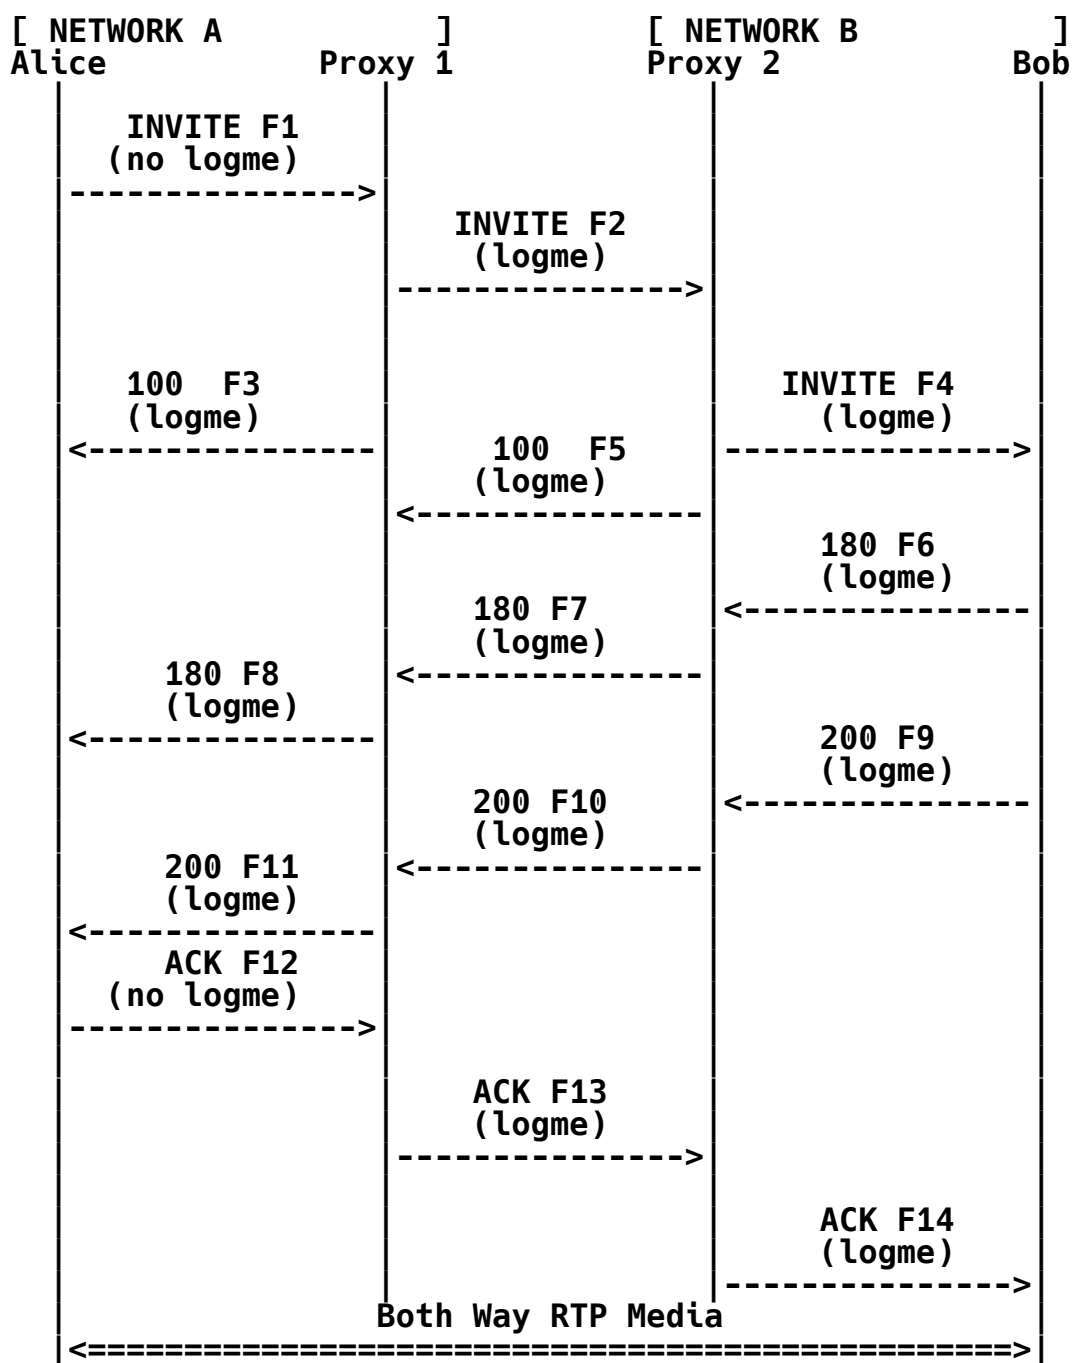 [ NETWORK A           ]          [ NETWORK B          ]
Alice           Proxy 1          Proxy 2            Bob
INVITE F1
(no logme)
INVITE F2
(logme)
100  F3                            INVITE F4
(logme)                             (logme)
100  F5
(logme)
180 F6
(logme)
180 F7
(logme)
180 F8
(logme)
200 F9
(logme)
200 F10
(logme)
200 F11
(logme)
ACK F12
(no logme)
ACK F13
(logme)
ACK F14
(logme)
Both Way RTP Media